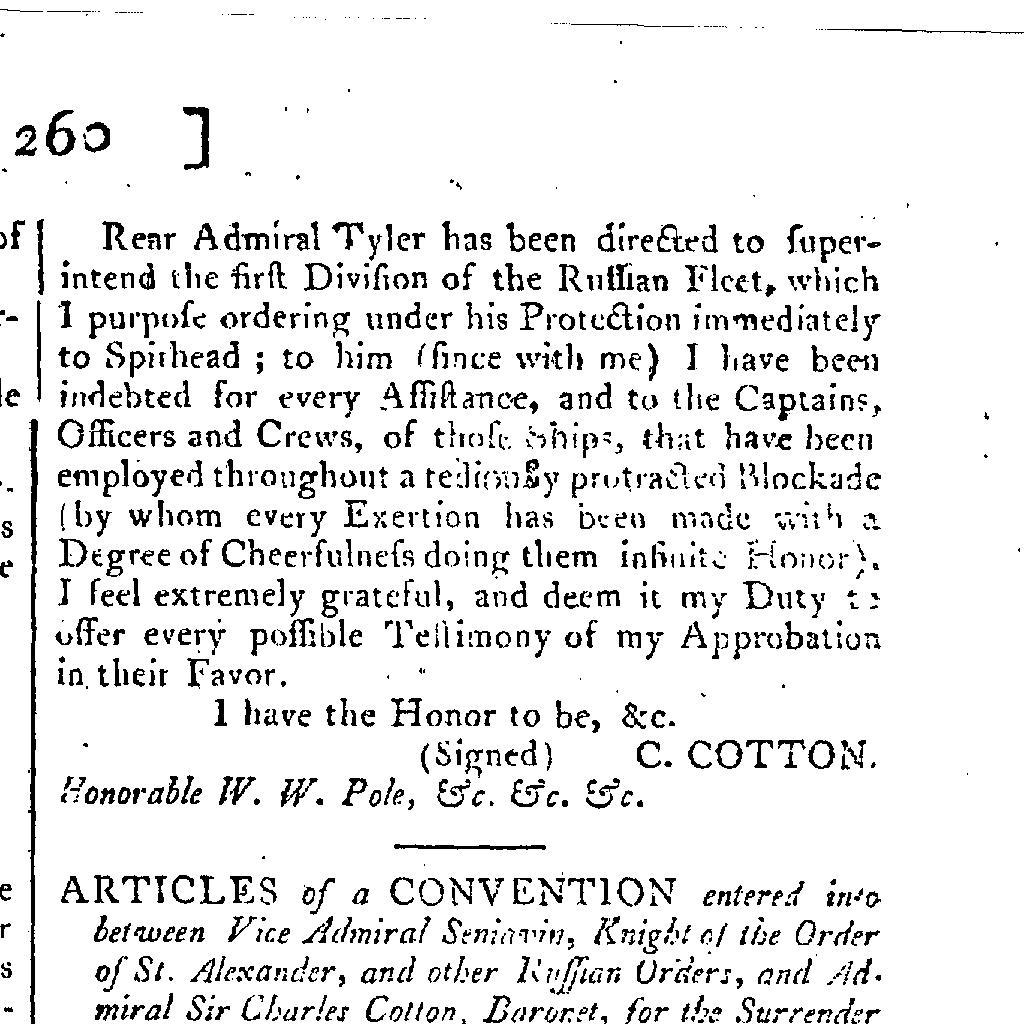 260 ]
of
Rear Admiral Tyler has been directed to ſuper-
intend the firſt Diviſion of the Ruſſian Fleet, which
r-
I purpoſe ordering under his Protection immediately
to Spithead ; to him (ſince with me) I have been
le
indebted for every Aſſiſtance, and to the Captains,
Officers and Crews, of thoſe Ships, that have been
employed throughout a tediouſly protracted Blockade
s
(by whom every Exertion has been made with a
e
Degree of Cheerfulneſs doing them infinite Honor).
I feel extremely grateful, and deem it my Duty to
offer every poſſible Teſtimony of my Approbation
in their Favor.
I have the Honor to be, &c.
(Signed) C. COTTON.
Honorable W. W. Pole, &c. &c. &c.
e
ARTICLES of a CONVENTION entered into
r
between Vice Admiral Seniavin, Knight of the Order
s
of St. Alexander, and other Ruſſian Orders, and Ad-
-
miral Sir Charles Cotton, Baronet, for the Surrender